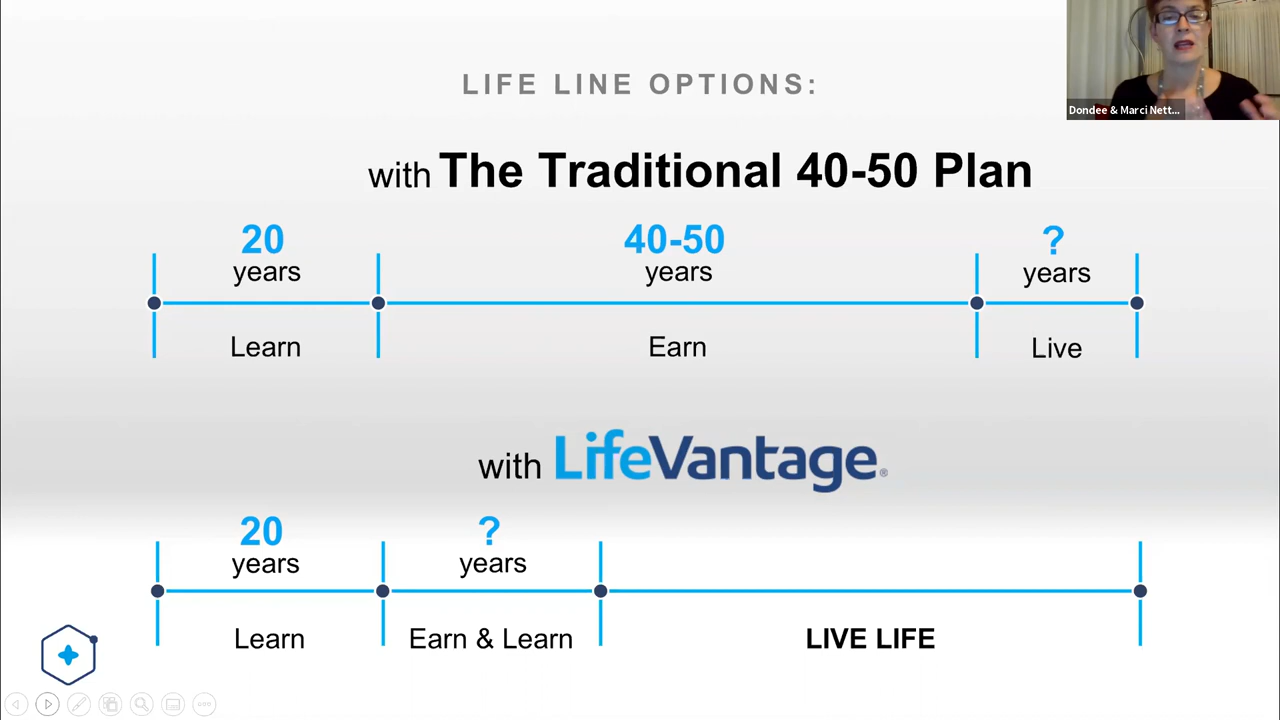 Dondee & Marci Nett...
LIFE LINE OPTIONS:
with The Traditional 40-50 Plan
20 40-50 ?
years years years
Learn Earn Live
with LifeVantage®
20 ?
years years
Learn Earn & Learn LIVE LIFE